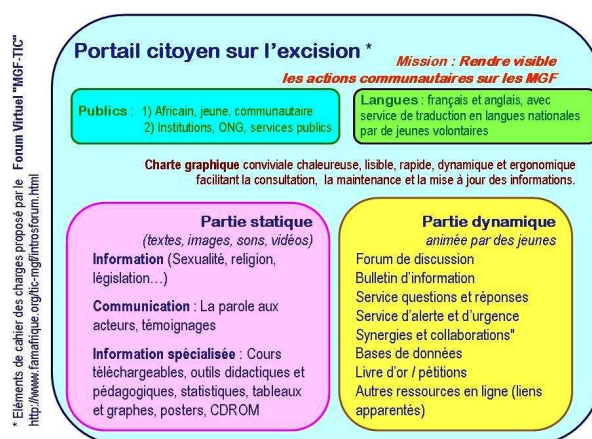 Portail citoyen sur l'excision *
Mission : Rendre visible
les actions communautaires sur les MGF
Publics : 1) Africain, jeune, communautaire
2) Institutions, ONG, services publics
Langues : français et anglais, avec
service de traduction en langues nationales
par de jeunes volontaires
Charte graphique conviviale chaleureuse, lisible, rapide, dynamique et ergonomique
facilitant la consultation, la maintenance et la mise à jour des informations.
Partie statique
(textes, images, sons, vidéos)
Information (Sexualité, religion,
législation…)
Communication : La parole aux
acteurs, témoignages
Information spécialisée : Cours
téléchargeables, outils didactiques et
pédagogiques, statistiques, tableaux
et graphes, posters, CDROM
Partie dynamique
animée par des jeunes
Forum de discussion
Bulletin d'information
Service questions et réponses
Service d'alerte et d'urgence
Synergies et collaborations"
Bases de données
Livre d'or / pétitions
Autres ressources en ligne (liens
apparentés)
* Eléments de cahier des charges proposé par le Forum Virtuel "MGF-TIC"
http://www.famafrique.org/tic-mgf/introsforum.html